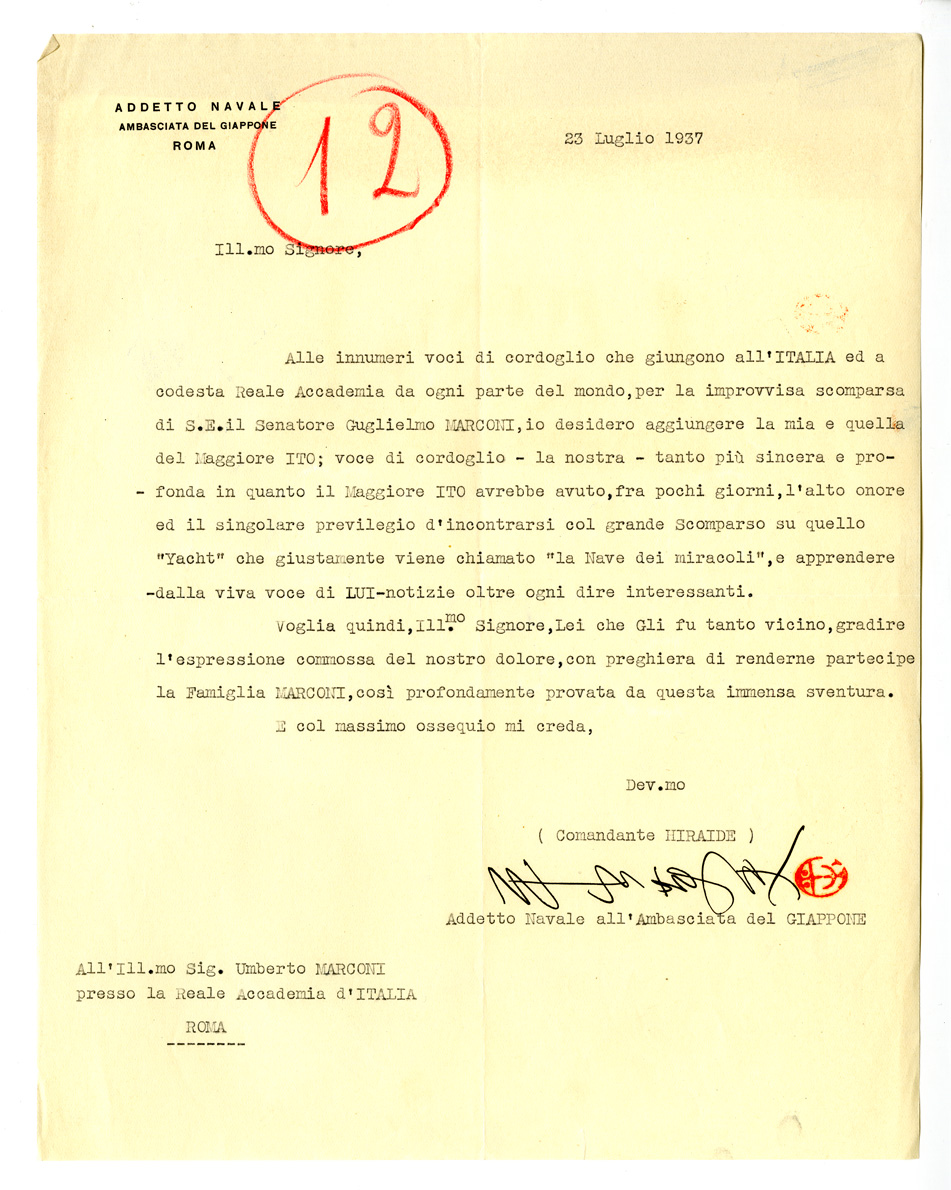 ADDETTO NAVALE
AMBASCIATA DEL GIAPPONE
ROMA
12
23 Luglio 1937
Ill.mo Signore,
Alle innumeri voci di cordoglio che giungono all'ITALIA ed a
codesta Reale Accademia da ogni parte del mondo,per la improvvisa scomparsa
di S.E.il Senatore Guglielmo MARCONI,io desidero aggiungere la mia e quella
del Maggiore ITO; voce di cordoglio - la nostra - tanto più sincera e pro-
- fonda in quanto il Maggiore ITO avrebbe avuto,fra pochi giorni,l'alto onore
ed il singolare previlegio d'incontrarsi col grande Scomparso su quello
"Yacht" che giustamente viene chiamato "la Nave dei miracoli",e apprendere
-dalla viva voce di LUI-notizie oltre ogni dire interessanti.
Voglia quindi,Ill.mo Signore,Lei che Gli fu tanto vicino,gradire
l'espressione commossa del nostro dolore,con preghiera di renderne partecipe
la Famiglia MARCONI,così profondamente provata da questa immensa sventura.
E col massimo ossequio mi creda,
Dev.mo
( Comandante HIRAIDE )
Addetto Navale all'Ambasciata del GIAPPONE
All'Ill.mo Sig. Umberto MARCONI
presso la Reale Accademia d'ITALIA
ROMA
--------